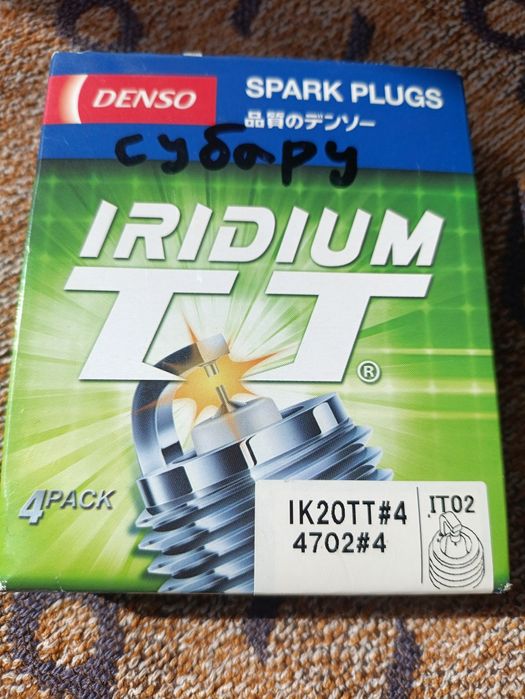 DENSO
SPARK PLUGS
品質のデンソー
субару
IRIDIUM
TT®
4PACK
IK20TT#4
4702#4
IT02